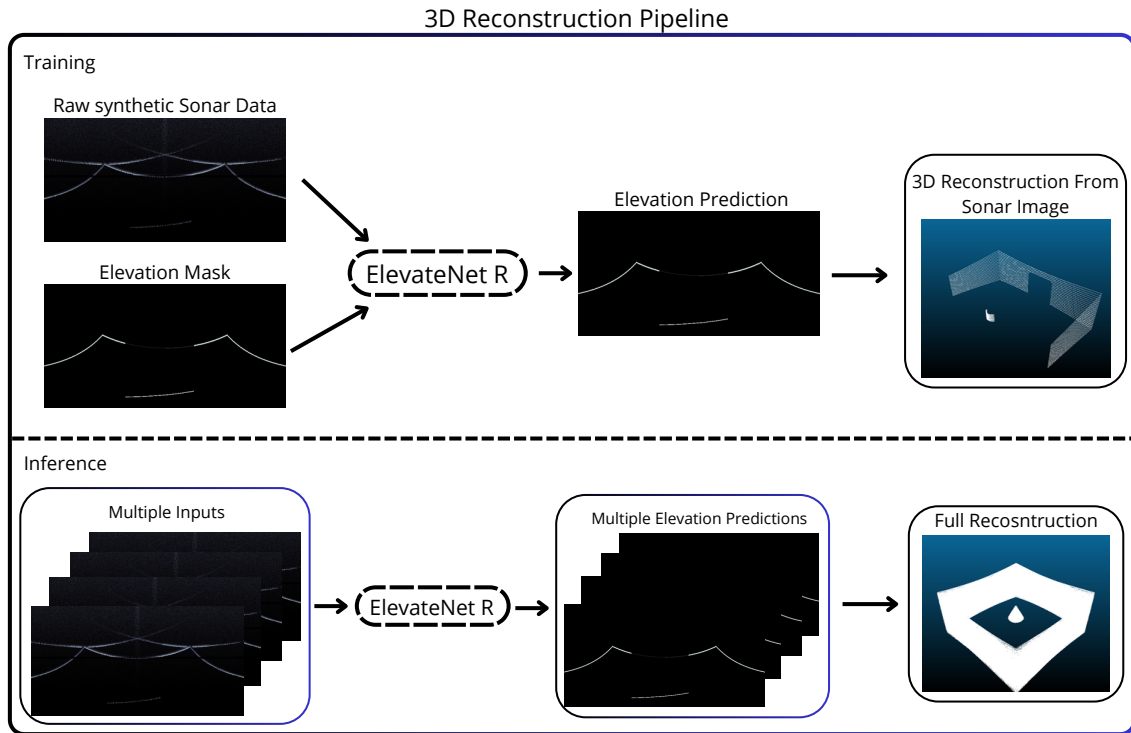 3D Reconstruction Pipeline
Training
Raw synthetic Sonar Data
Elevation Mask
ElevateNet R
Elevation Prediction
3D Reconstruction From
Sonar Image
Inference
Multiple Inputs
ElevateNet R
Multiple Elevation Predictions
Full Recosntruction